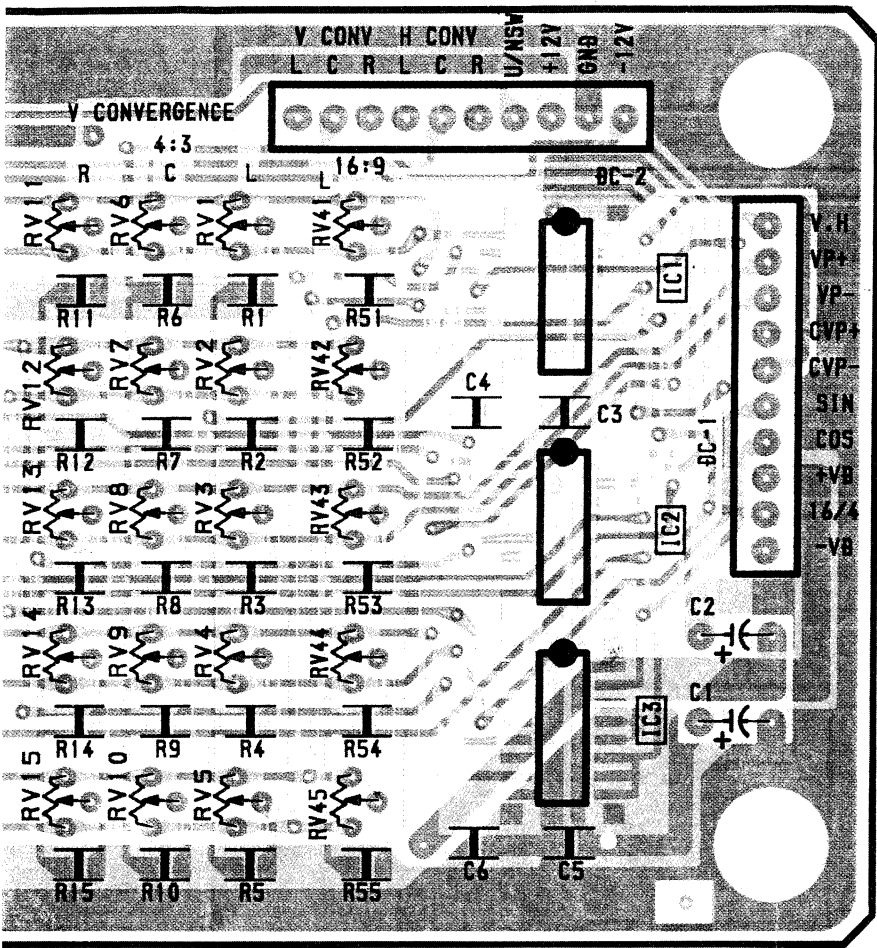 V CONV H CONV U/NSW +12V GND -12V
L C R L C R
V CONVERGENCE
4:3
16:9
DC-2
R C L L
RV11 RV6 RV1 RV41
V.H
VP+
VP-
CVP+
CVP-
SIN
COS
+VB
16/4
-VB
DC-1
IC1
R11 R6 R1 R51
RV12 RV7 RV2 RV42
C4 C3
R12 R7 R2 R52
RV13 RV8 RV3 RV43
IC2
R13 R8 R3 R53
C2
+
RV14 RV9 RV4 RV44
C1
+
IC3
R14 R9 R4 R54
RV15 RV10 RV5 RV45
R15 R10 R5 R55 C6 C5